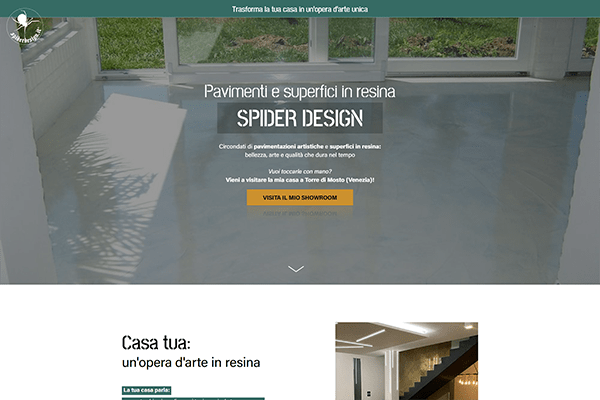 Trasforma la tua casa in un'opera d'arte unica
spiderdesign.it
Pavimenti e superfici in resina
SPIDER DESIGN
Circondati di pavimentazioni artistiche e superfici in resina:
bellezza, arte e qualità che dura nel tempo
Vuoi toccarle con mano?
Vieni a visitare la mia casa a Torre di Mosto (Venezia)!
VISITA IL MIO SHOWROOM
Casa tua:
un'opera d'arte in resina
La tua casa parla: